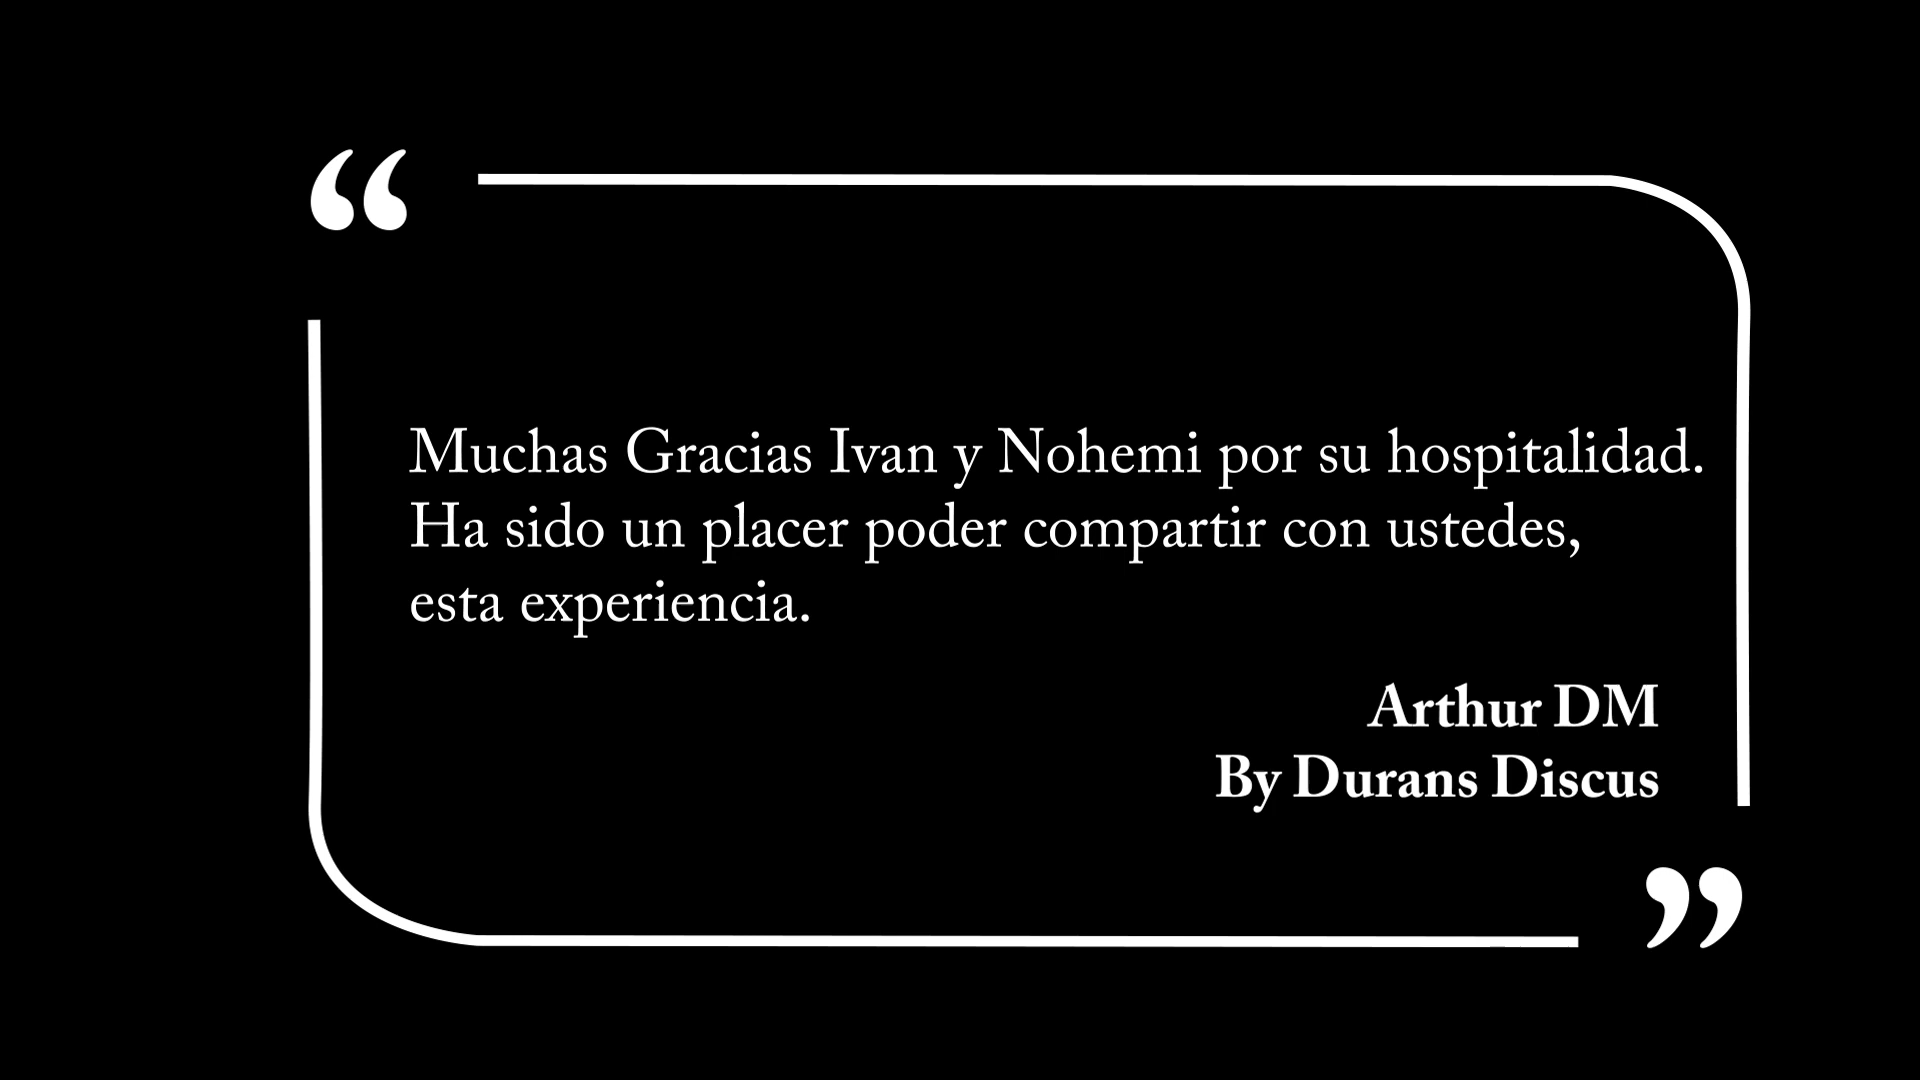 “
Muchas Gracias Ivan y Nohemi por su hospitalidad.
Ha sido un placer poder compartir con ustedes,
esta experiencia.
Arthur DM
By Durans Discus
”